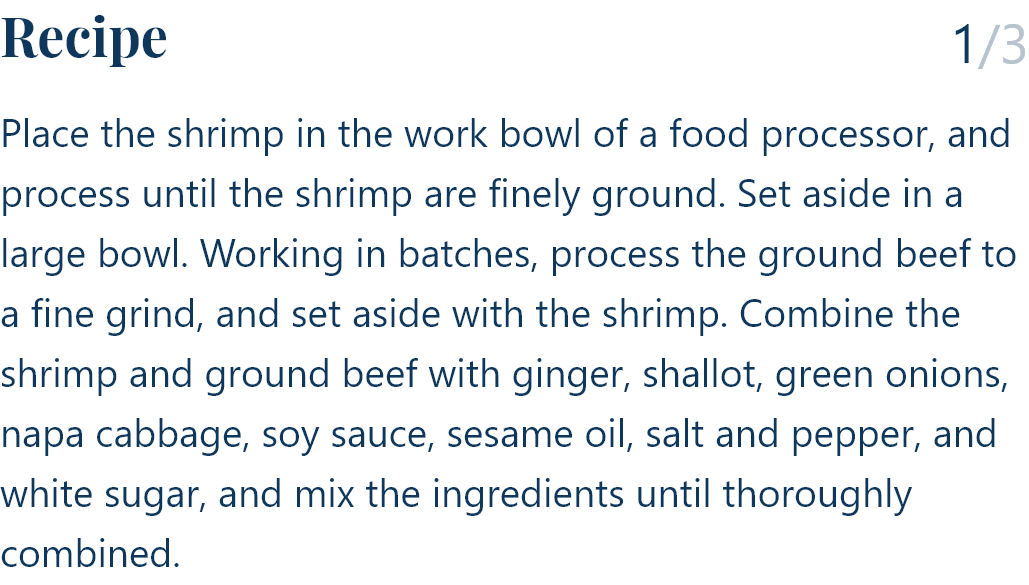 Recipe
1/3
Place the shrimp in the work bowl of a food processor, and
process until the shrimp are finely ground. Set aside in a
large bowl. Working in batches, process the ground beef to
a fine grind, and set aside with the shrimp. Combine the
shrimp and ground beef with ginger, shallot, green onions,
napa cabbage, soy sauce, sesame oil, salt and pepper, and
white sugar, and mix the ingredients until thoroughly
combined.